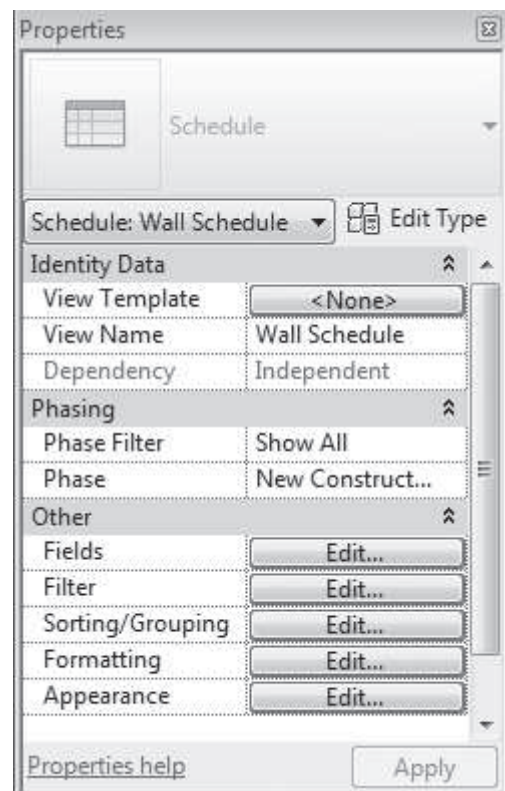 Properties
Schedule
Schedule: Wall Schedule Edit Type
Identity Data
View Template <None>
View Name Wall Schedule
Dependency Independent
Phasing
Phase Filter Show All
Phase New Construct...
Other
Fields Edit...
Filter Edit...
Sorting/Grouping Edit...
Formatting Edit...
Appearance Edit...
Properties help Apply